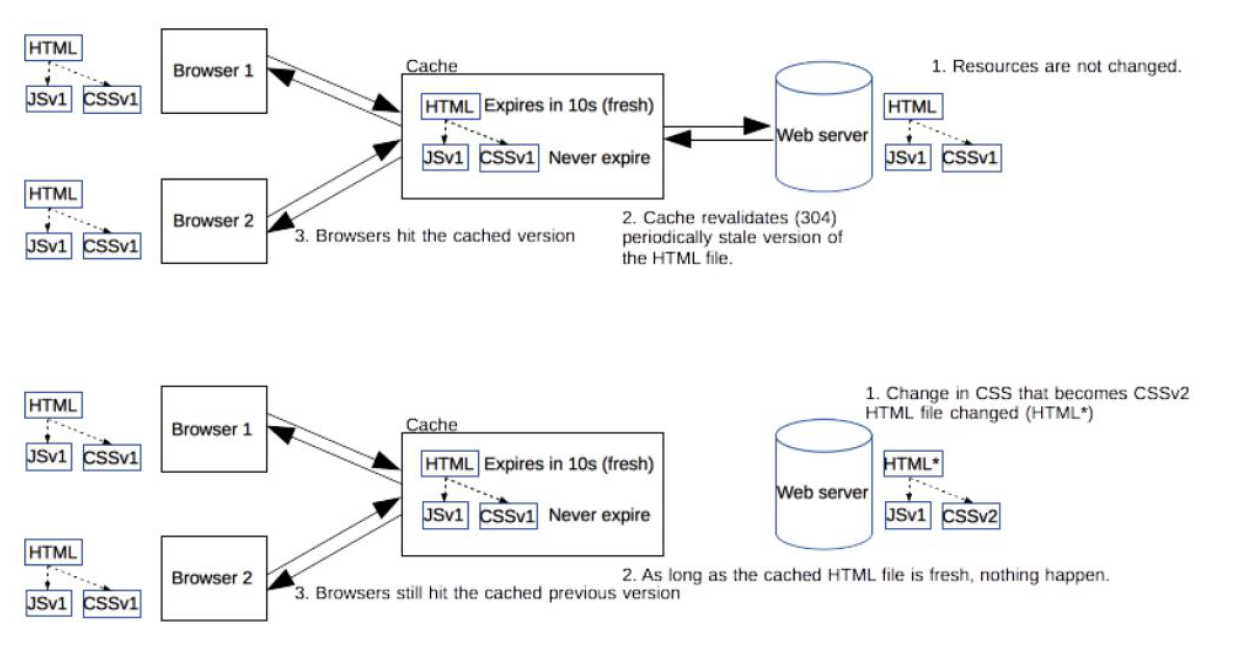 HTML
JSv1 CSSv1
Browser 1
Cache
HTML Expires in 10s (fresh)
JSv1 CSSv1 Never expire
Web server
1. Resources are not changed.
HTML
JSv1 CSSv1
HTML
JSv1 CSSv1
Browser 2
3. Browsers hit the cached version
2. Cache revalidates (304)
periodically stale version of
the HTML file.
HTML
JSv1 CSSv1
Browser 1
Cache
HTML Expires in 10s (fresh)
JSv1 CSSv1 Never expire
1. Change in CSS that becomes CSSv2
HTML file changed (HTML*)
Web server
HTML*
JSv1 CSSv2
HTML
JSv1 CSSv1
Browser 2
2. As long as the cached HTML file is fresh, nothing happen.
3. Browsers still hit the cached previous version